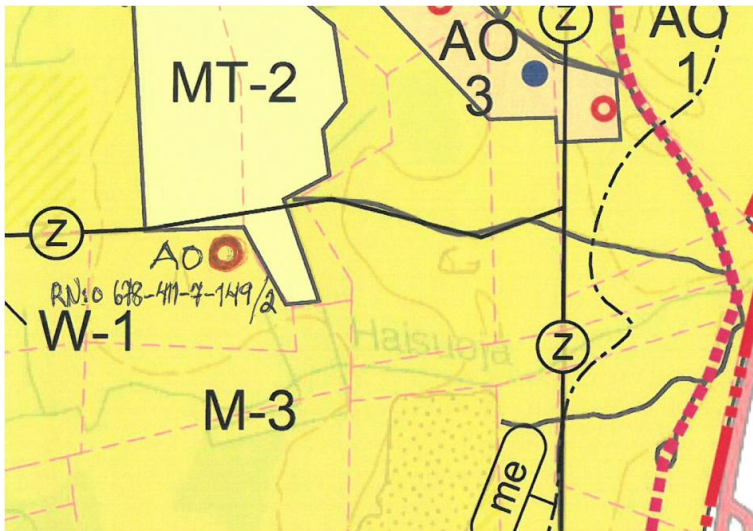 Z
AO
3
AO
1
MT-2
Z
AO
RN:o 678-411-7-149/2
W-1
Haisuoja
Z
M-3
me